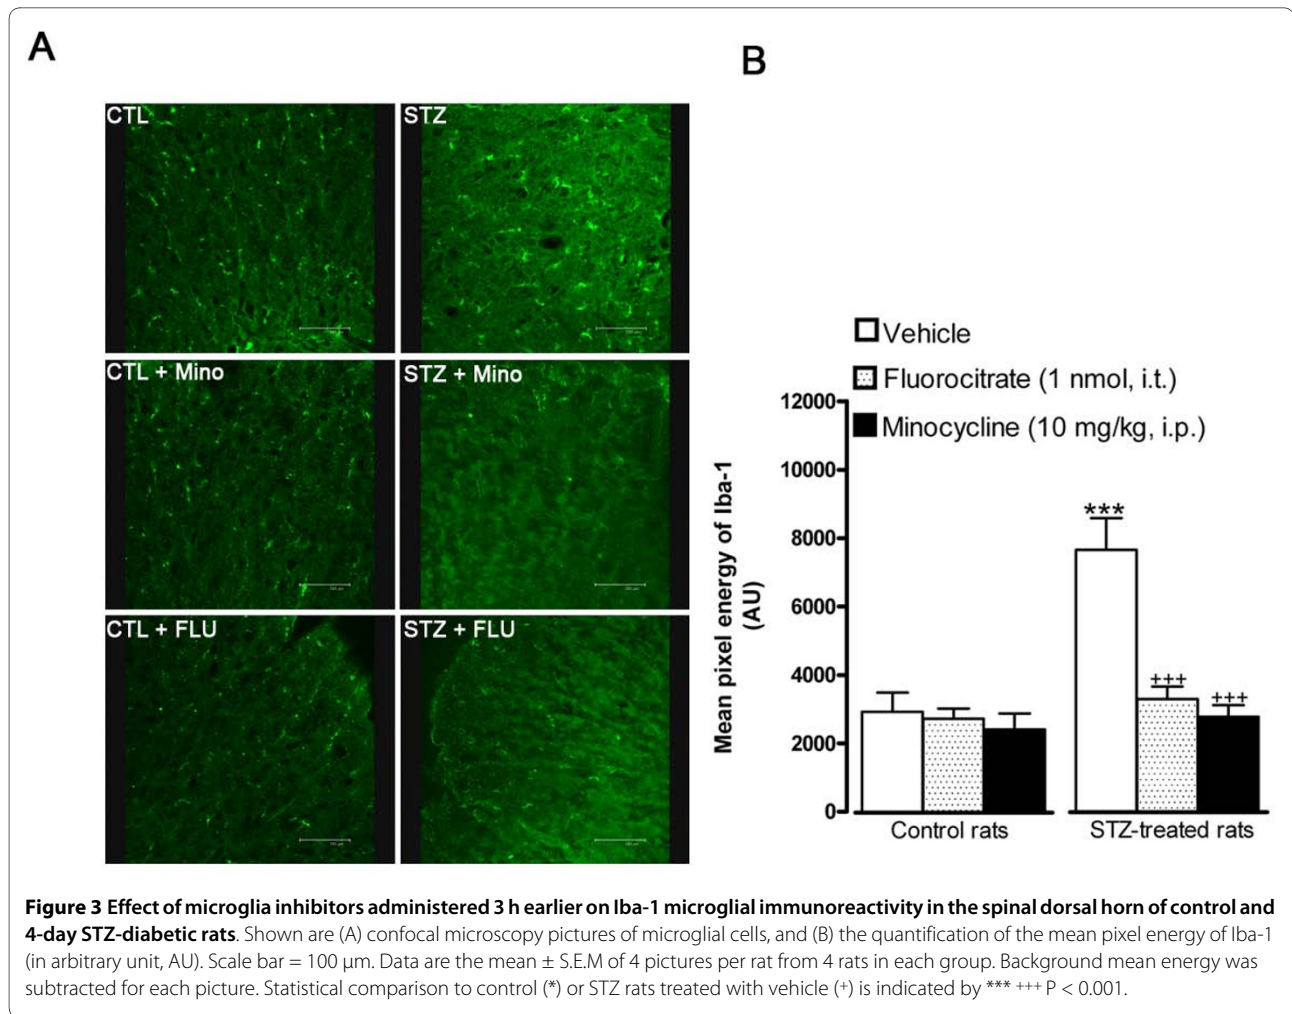 A
B
CTL
STZ
CTL + Mino
STZ + Mino
CTL + FLU
STZ + FLU
Vehicle
Fluorocitrate (1 nmol, i.t.)
Minocycline (10 mg/kg, i.p.)
Mean pixel energy of Iba-1
(AU)
12000
10000
8000
6000
4000
2000
0
***
+++
+++
Control rats
STZ-treated rats
Figure 3 Effect of microglia inhibitors administered 3 h earlier on Iba-1 microglial immunoreactivity in the spinal dorsal horn of control and
4-day STZ-diabetic rats. Shown are (A) confocal microscopy pictures of microglial cells, and (B) the quantification of the mean pixel energy of Iba-1
(in arbitrary unit, AU). Scale bar = 100 μm. Data are the mean ± S.E.M of 4 pictures per rat from 4 rats in each group. Background mean energy was
subtracted for each picture. Statistical comparison to control (*) or STZ rats treated with vehicle (+) is indicated by *** +++ P < 0.001.